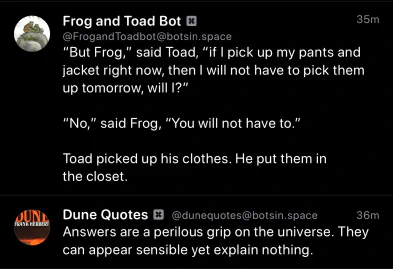 Frog and Toad Bot 35m
@FrogandToadbot@botsin.space
“But Frog,” said Toad, “if I pick up my pants and
jacket right now, then I will not have to pick them
up tomorrow, will I?”
“No,” said Frog, “You will not have to.”
Toad picked up his clothes. He put them in
the closet.
DUNE
FRANK HERBERT
Dune Quotes @dunequotes@botsin.space 36m
Answers are a perilous grip on the universe. They
can appear sensible yet explain nothing.